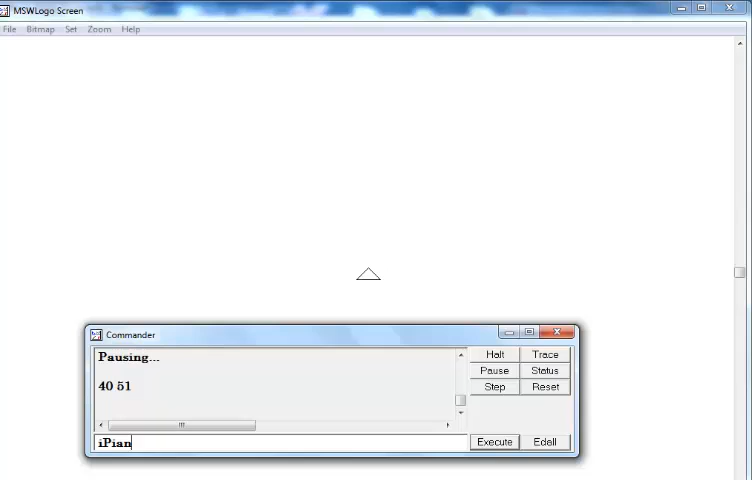 MSWLogo Screen
File Bitmap Set Zoom Help
Commander
Pausing...
40 51
Halt Trace
Pause Status
Step Reset
iPian
Execute Edall